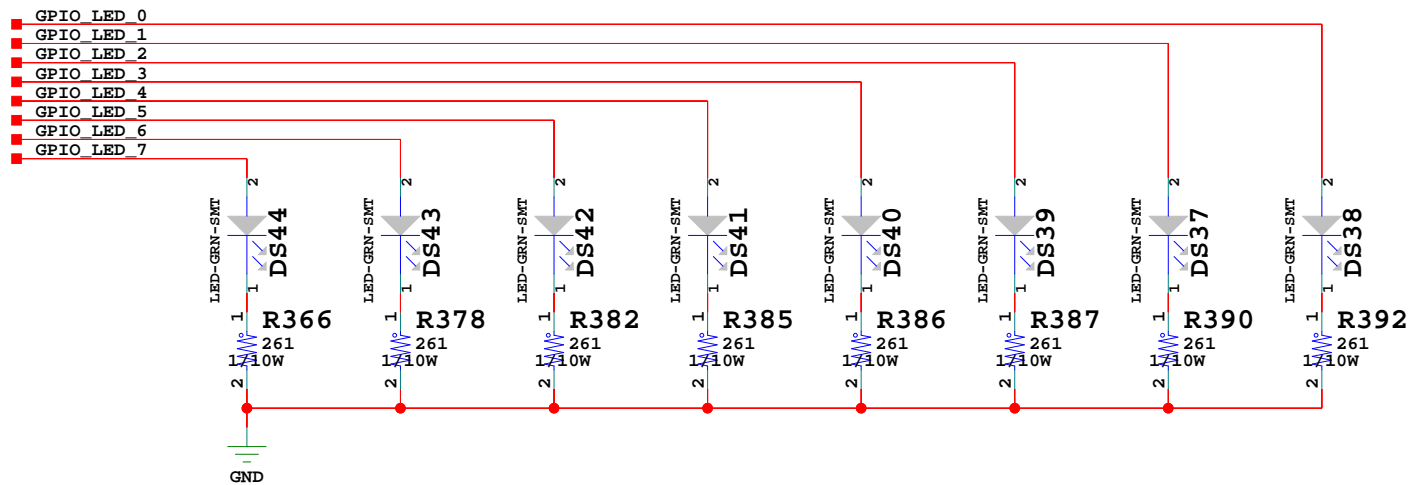 GPIO_LED_0
GPIO_LED_1
GPIO_LED_2
GPIO_LED_3
GPIO_LED_4
GPIO_LED_5
GPIO_LED_6
GPIO_LED_7
2 2 2 2 2 2 2 2
LED-GRN-SMT DS44 LED-GRN-SMT DS43 LED-GRN-SMT DS42 LED-GRN-SMT DS41 LED-GRN-SMT DS40 LED-GRN-SMT DS39 LED-GRN-SMT DS37 LED-GRN-SMT DS38
1 1 1 1 1 1 1 1
1 R366 1 R378 1 R382 1 R385 1 R386 1 R387 1 R390 1 R392
261 261 261 261 261 261 261 261
1/10W 1/10W 1/10W 1/10W 1/10W 1/10W 1/10W 1/10W
2 2 2 2 2 2 2 2
GND